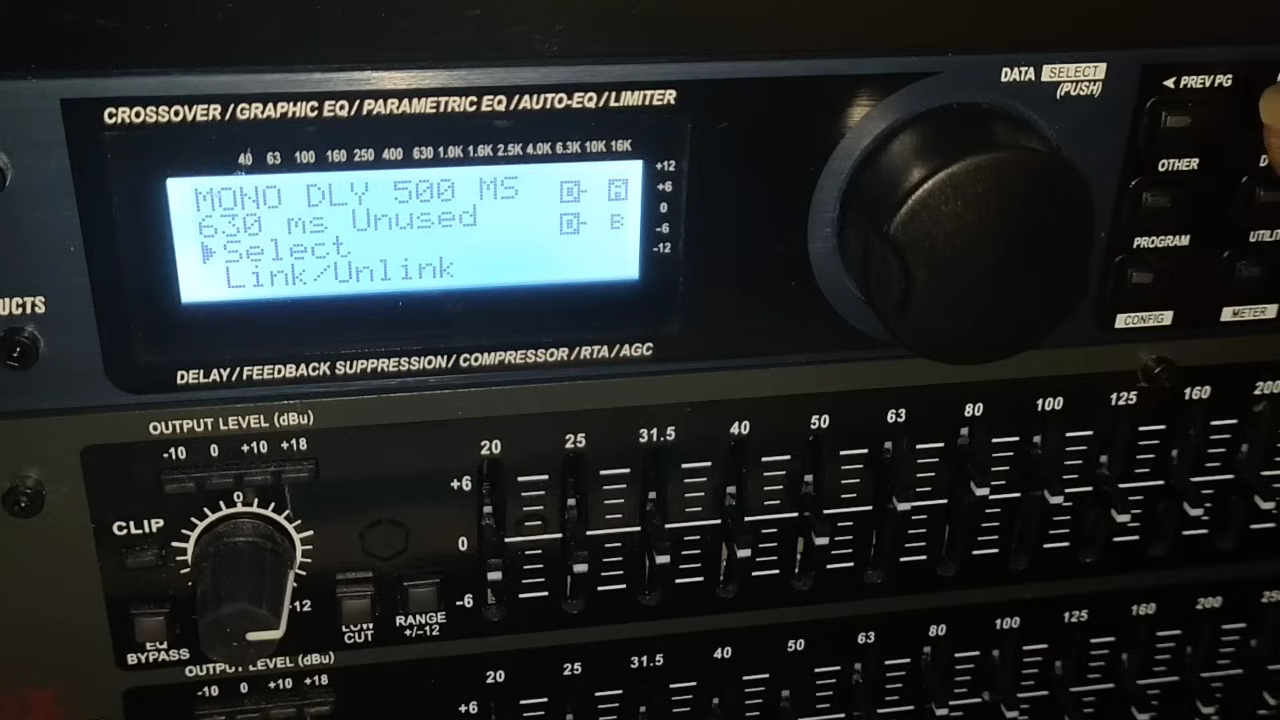 DATA SELECT
(PUSH)
◄ PREV PG
CROSSOVER / GRAPHIC EQ / PARAMETRIC EQ / AUTO-EQ / LIMITER
40 63 100 160 250 400 630 1.0K 1.6K 2.5K 4.0K 6.3K 10K 16K
+12
+6
0
-6
-12
MONO DLY 500 MS
630 ms Unused
B
Select
Link/Unlink
OTHER
PROGRAM
CONFIG
METER
DELAY / FEEDBACK SUPPRESSION / COMPRESSOR / RTA / AGC
OUTPUT LEVEL (dBu)
-10 0 +10 +18
CLIP
0
-12
EQ
BYPASS
LOW
CUT
RANGE
+/-12
20 25 31.5 40 50 63 80 100 125 160 200
+6
0
-6
OUTPUT LEVEL (dBu)
-10 0 +10 +18
20 25 31.5 40 50 63 80 100 125 160 200
+6